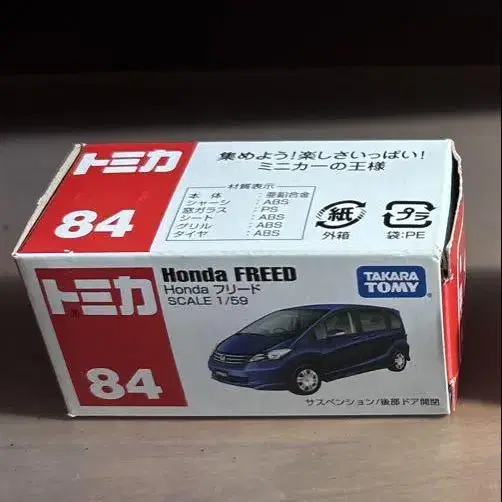 トミカ
84
集めよう!楽しさいっぱい!
ミニカーの王様
材質表示
本体:亜鉛合金
シャーシ:ABS
窓ガラス:PS
シート:ABS
グリル:ABS
タイヤ:ABS
紙
外箱
プラ
袋:PE
トミカ
84
Honda FREED
Honda フリード
SCALE 1/59
TAKARA TOMY
サスペンション/後部ドア開閉